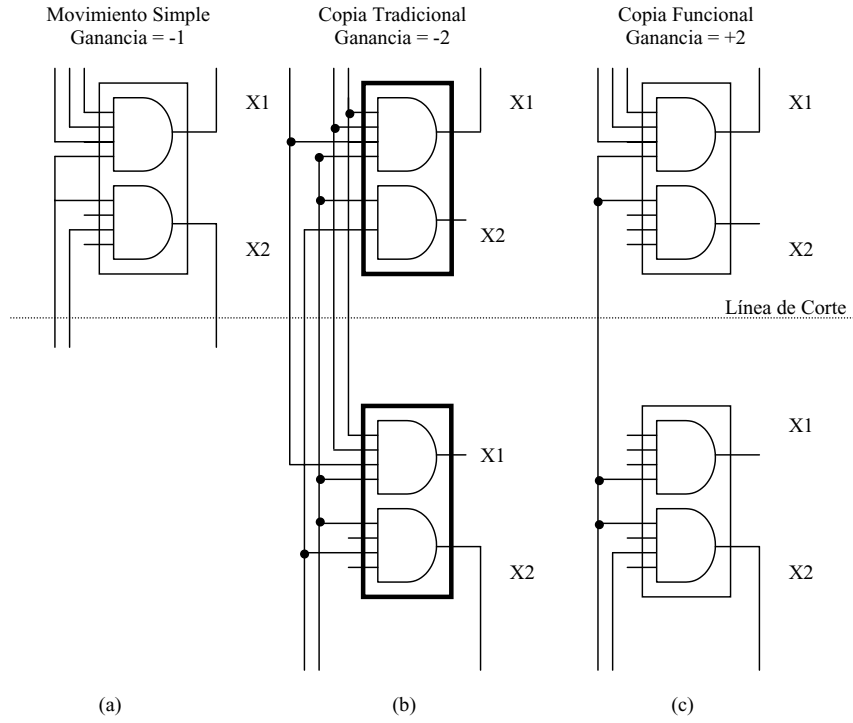 Movimiento Simple
Ganancia = -1
Copia Tradicional
Ganancia = -2
Copia Funcional
Ganancia = +2
X1
X1
X1
X2
X2
X2
Línea de Corte
X1
X1
X2
X2
(a)
(b)
(c)